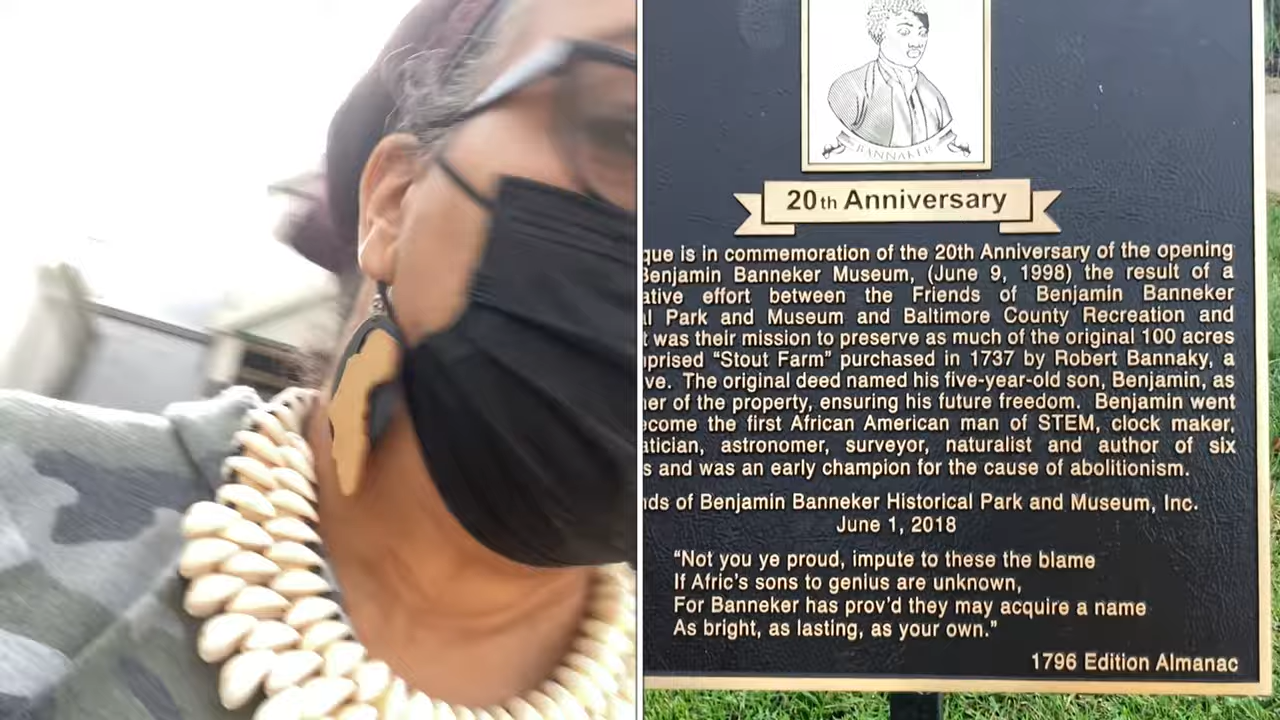 BANNAKER
20th Anniversary
que is in commemoration of the 20th Anniversary of the opening
Benjamin Banneker Museum, (June 9, 1998) the result of a
ative effort between the Friends of Benjamin Banneker
l Park and Museum and Baltimore County Recreation and
t was their mission to preserve as much of the original 100 acres
prised “Stout Farm” purchased in 1737 by Robert Bannaky, a
ve. The original deed named his five-year-old son, Benjamin, as
er of the property, ensuring his future freedom. Benjamin went
ecome the first African American man of STEM, clock maker,
atician, astronomer, surveyor, naturalist and author of six
s and was an early champion for the cause of abolitionism.
nds of Benjamin Banneker Historical Park and Museum, Inc.
June 1, 2018
“Not you ye proud, impute to these the blame
If Afric's sons to genius are unknown,
For Banneker has prov'd they may acquire a name
As bright, as lasting, as your own.”
1796 Edition Almanac